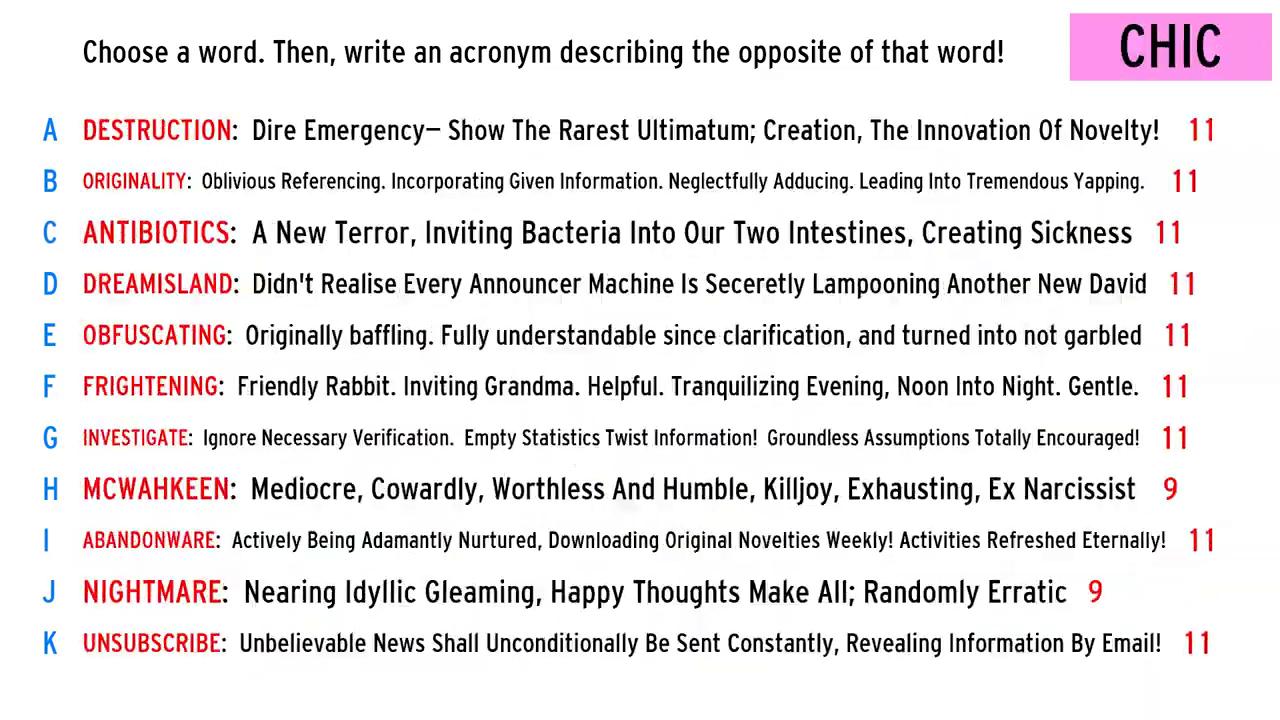 Choose a word. Then, write an acronym describing the opposite of that word!
CHIC
A DESTRUCTION: Dire Emergency— Show The Rarest Ultimatum; Creation, The Innovation Of Novelty! 11
B ORIGINALITY: Oblivious Referencing. Incorporating Given Information. Neglectfully Adducing. Leading Into Tremendous Yapping. 11
C ANTIBIOTICS: A New Terror, Inviting Bacteria Into Our Two Intestines, Creating Sickness 11
D DREAMISLAND: Didn't Realise Every Announcer Machine Is Seceretly Lampooning Another New David 11
E OBFUSCATING: Originally baffling. Fully understandable since clarification, and turned into not garbled 11
F FRIGHTENING: Friendly Rabbit. Inviting Grandma. Helpful. Tranquilizing Evening, Noon Into Night. Gentle. 11
G INVESTIGATE: Ignore Necessary Verification. Empty Statistics Twist Information! Groundless Assumptions Totally Encouraged! 11
H MCWAHKEEN: Mediocre, Cowardly, Worthless And Humble, Killjoy, Exhausting, Ex Narcissist 9
I ABANDONWARE: Actively Being Adamantly Nurtured, Downloading Original Novelties Weekly! Activities Refreshed Eternally! 11
J NIGHTMARE: Nearing Idyllic Gleaming, Happy Thoughts Make All; Randomly Erratic 9
K UNSUBSCRIBE: Unbelievable News Shall Unconditionally Be Sent Constantly, Revealing Information By Email! 11